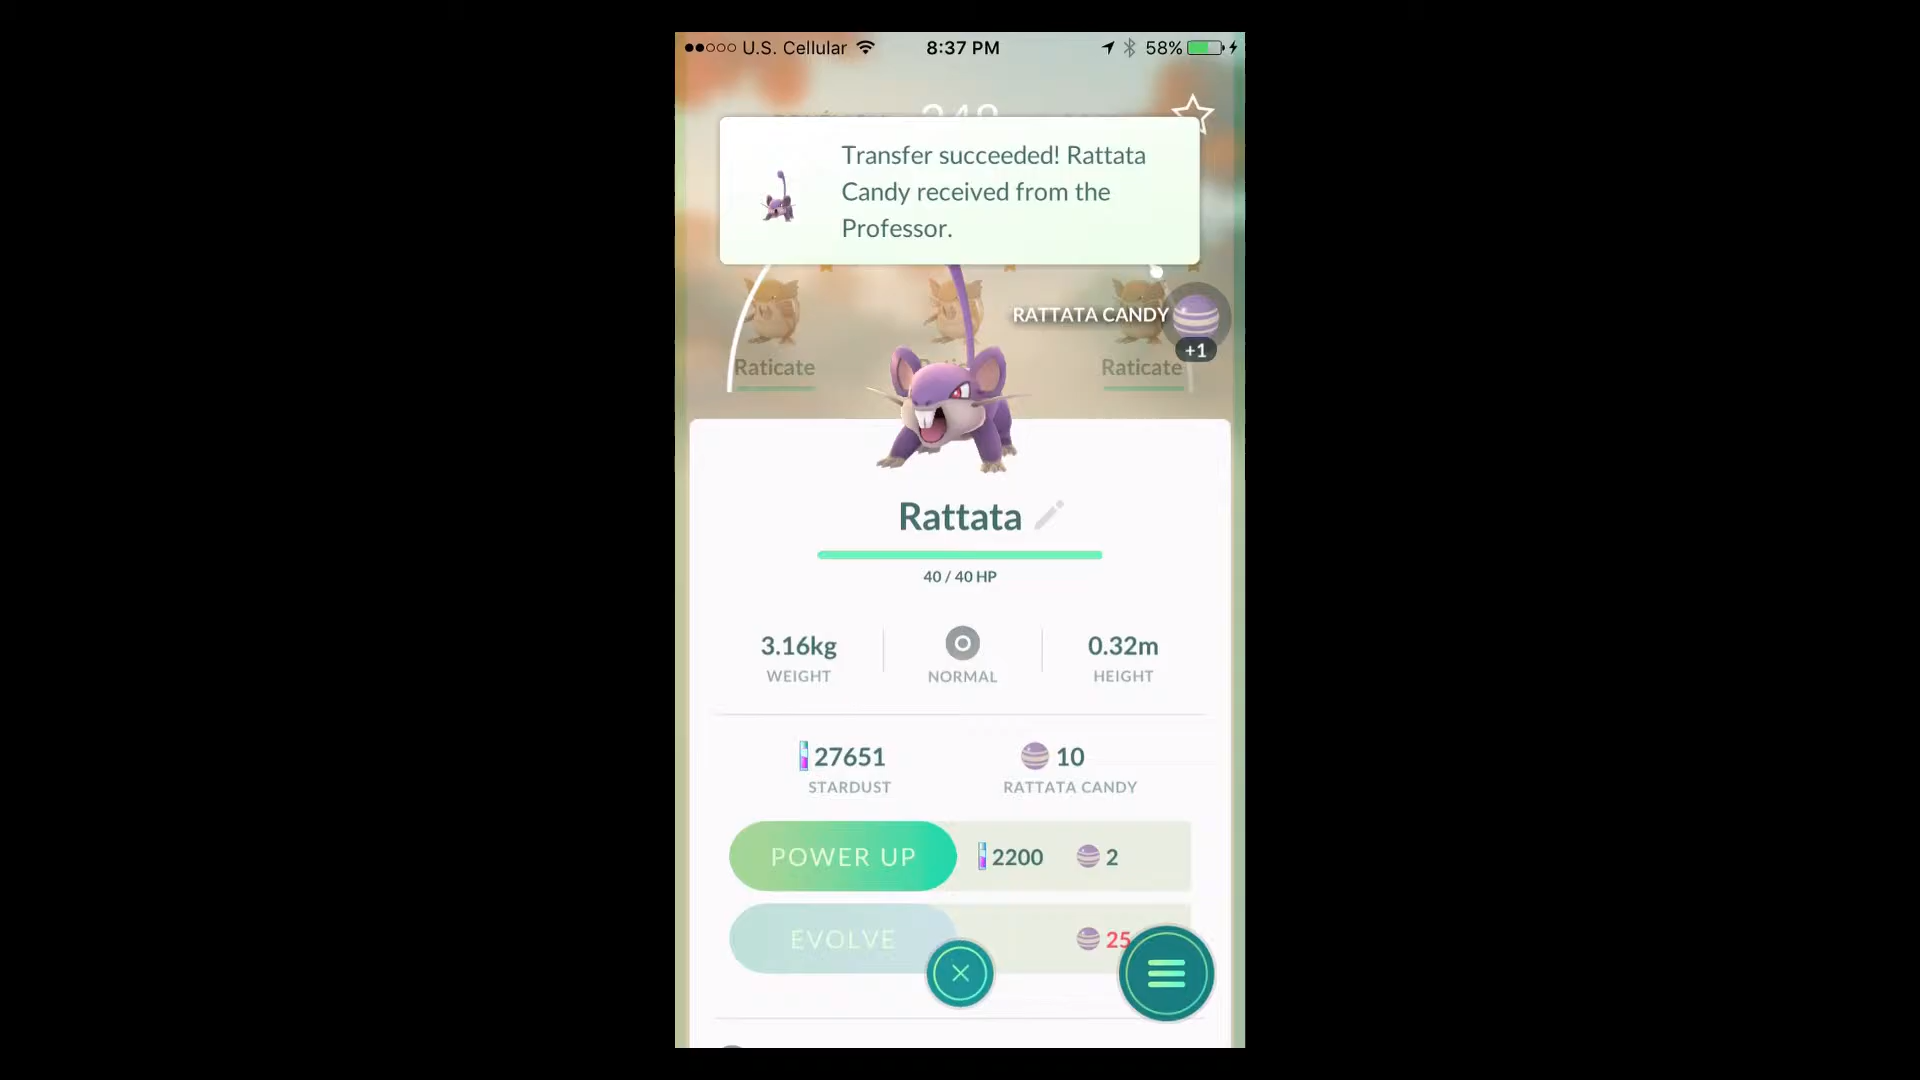 U.S. Cellular 8:37 PM 58%
Transfer succeeded! Rattata
Candy received from the
Professor.
RATTATA CANDY
+1
Raticate Raticate
Rattata
40 / 40 HP
3.16kg 0.32m
WEIGHT NORMAL HEIGHT
27651 10
STARDUST RATTATA CANDY
POWER UP 2200 2
EVOLVE 25